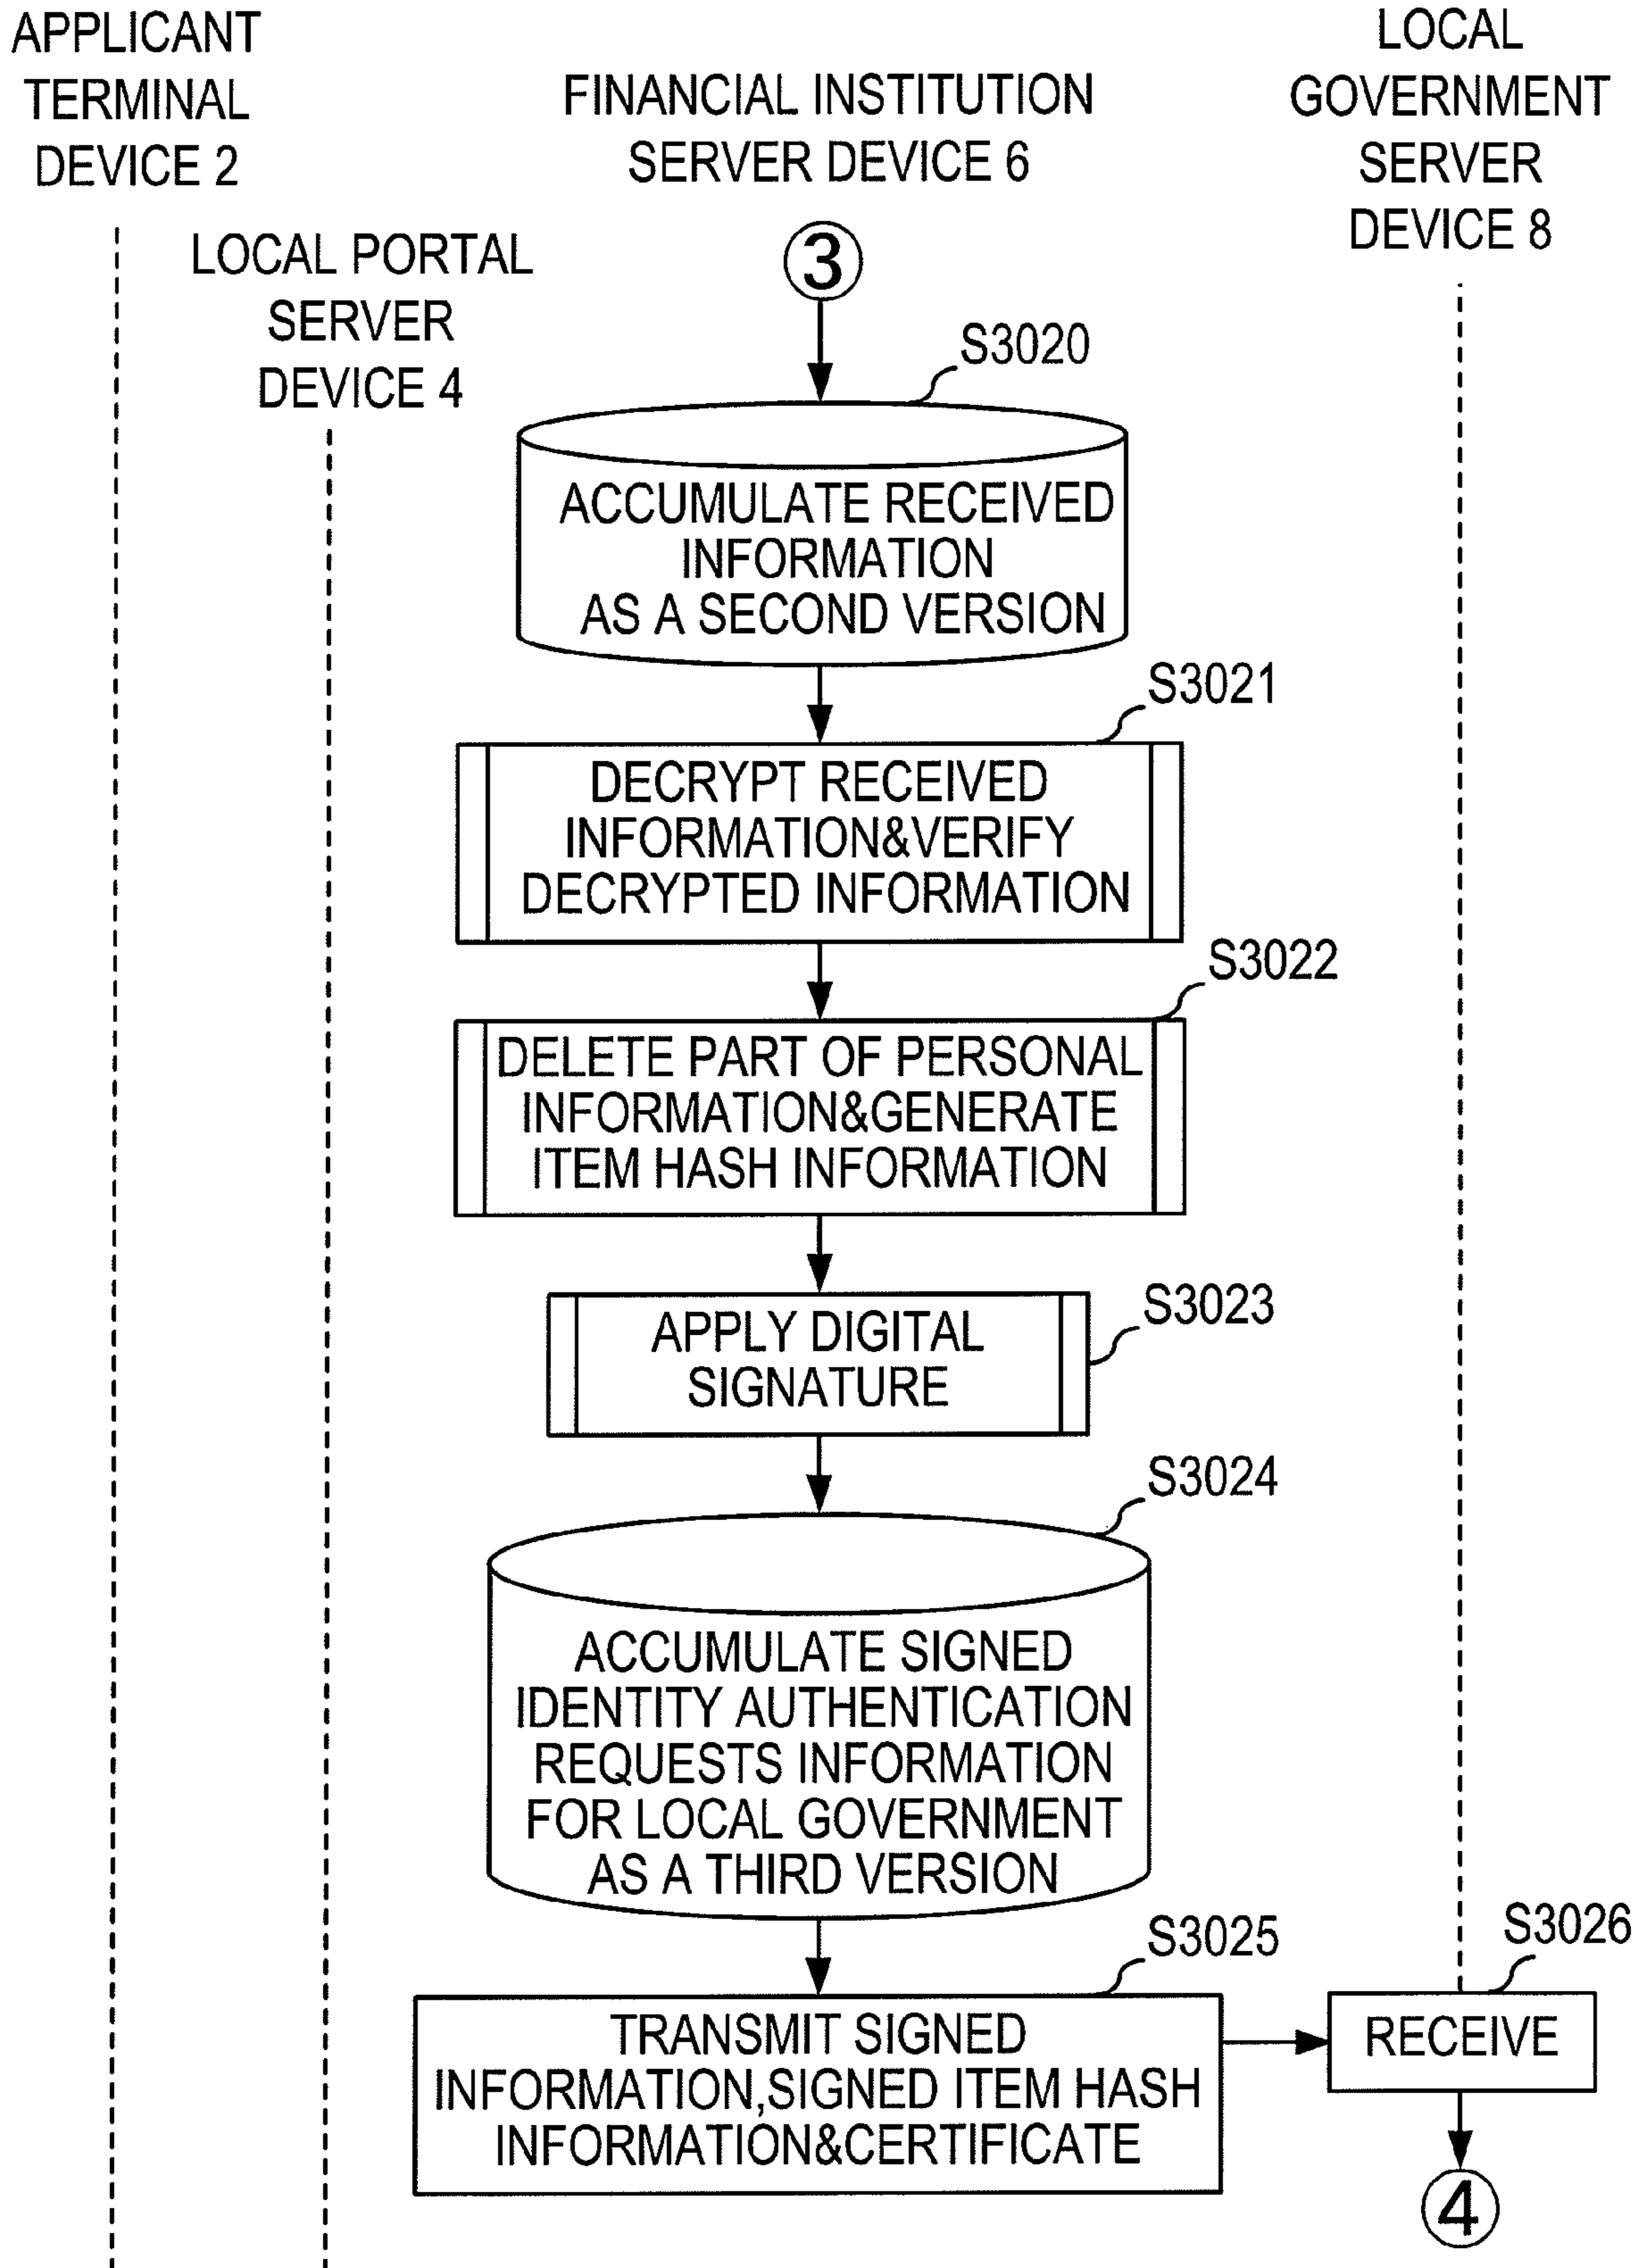 APPLICANT
TERMINAL
DEVICE 2
LOCAL PORTAL
SERVER
DEVICE 4
FINANCIAL INSTITUTION
SERVER DEVICE 6
LOCAL
GOVERNMENT
SERVER
DEVICE 8
3
S3020
ACCUMULATE RECEIVED
INFORMATION
AS A SECOND VERSION
S3021
DECRYPT RECEIVED
INFORMATION&VERIFY
DECRYPTED INFORMATION
S3022
DELETE PART OF PERSONAL
INFORMATION&GENERATE
ITEM HASH INFORMATION
S3023
APPLY DIGITAL
SIGNATURE
S3024
ACCUMULATE SIGNED
IDENTITY AUTHENTICATION
REQUESTS INFORMATION
FOR LOCAL GOVERNMENT
AS A THIRD VERSION
S3025
TRANSMIT SIGNED
INFORMATION,SIGNED ITEM HASH
INFORMATION&CERTIFICATE
S3026
RECEIVE
4